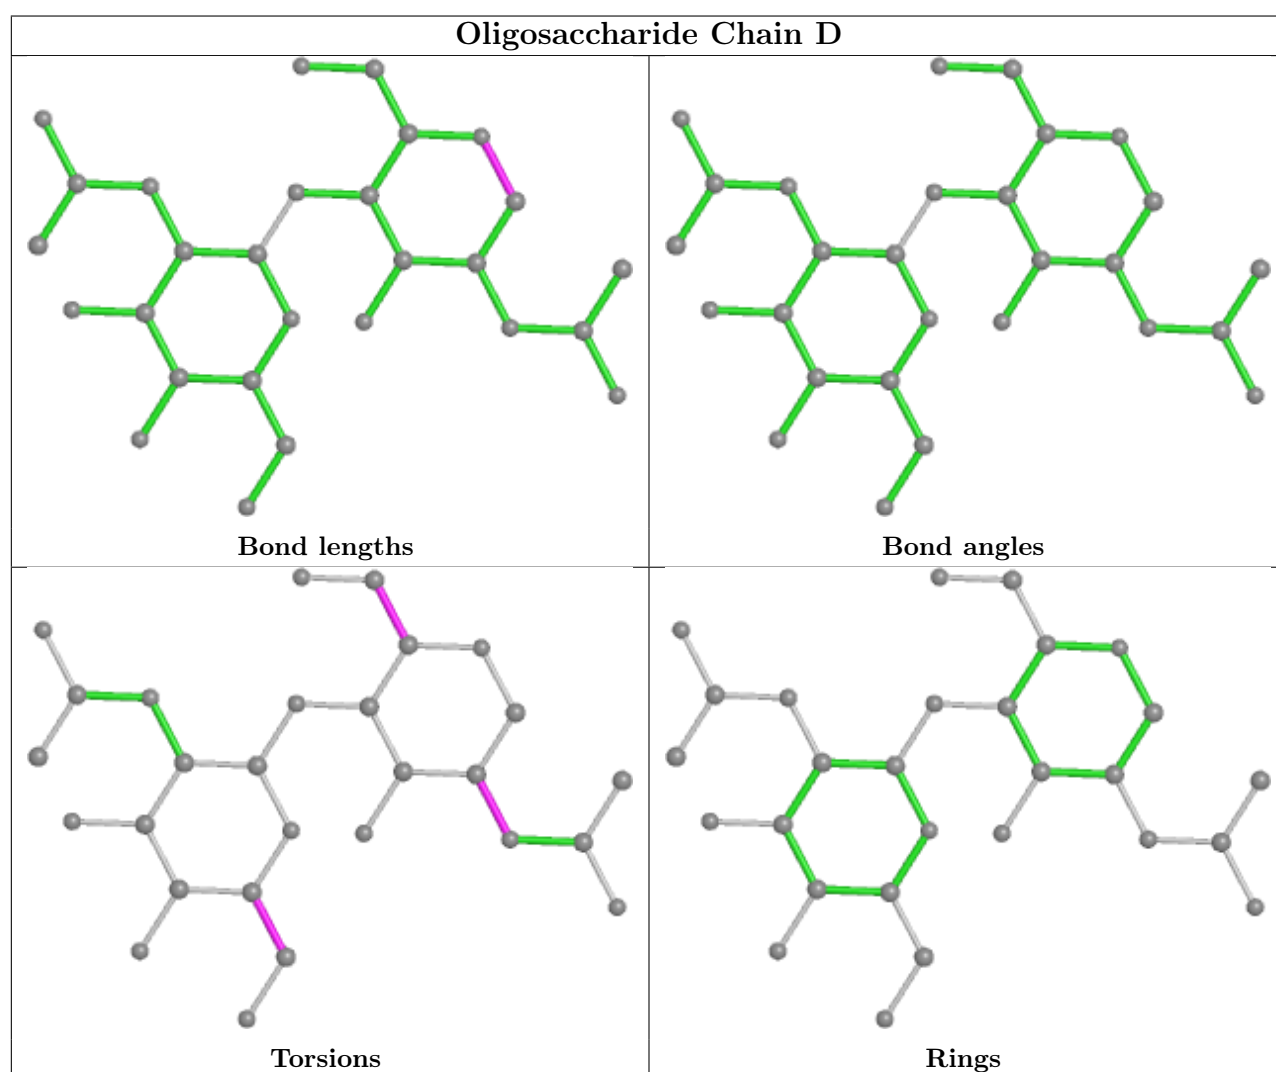 Oligosaccharide Chain D
Bond lengths
Bond angles
Torsions
Rings